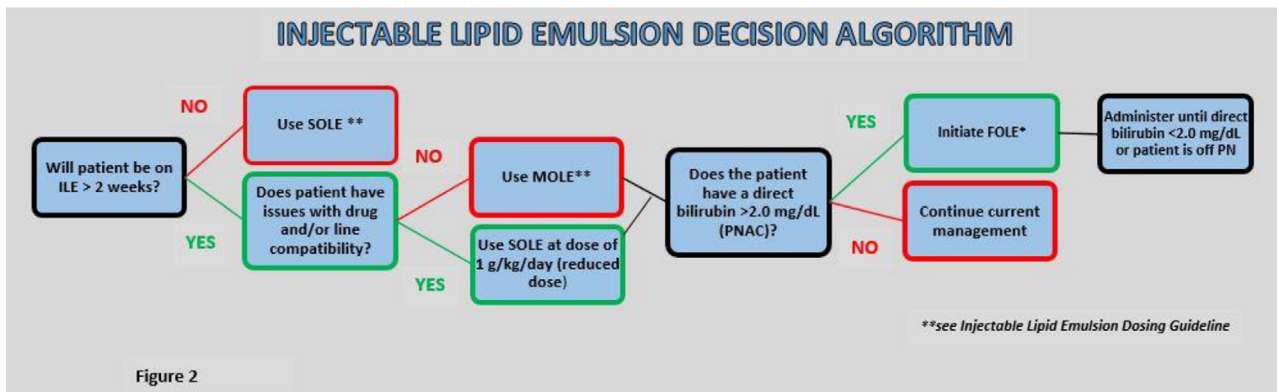 INJECTABLE LIPID EMULSION DECISION ALGORITHM
Will patient be on
ILE > 2 weeks?
NO
Use SOLE **
YES
Does patient have
issues with drug
and/or line
compatibility?
NO
Use MOLE**
YES
Use SOLE at dose of
1 g/kg/day (reduced
dose)
Does the patient
have a direct
bilirubin >2.0 mg/dL
(PNAC)?
YES
Initiate FOLE*
Administer until direct
bilirubin <2.0 mg/dL
or patient is off PN
NO
Continue current
management
**see Injectable Lipid Emulsion Dosing Guideline
Figure 2